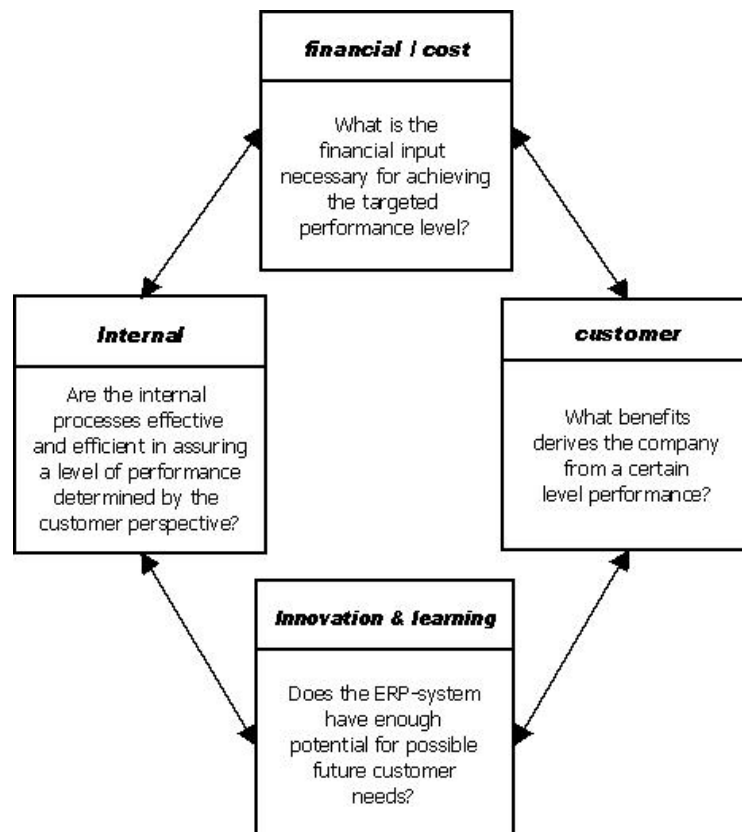 financial / cost
What is the
financial input
necessary for achieving
the targeted
performance level?
Internal
Are the internal
processes effective
and efficient in assuring
a level of performance
determined by the
customer perspective?
customer
What benefits
derives the company
from a certain
level performance?
Innovation & learning
Does the ERP-system
have enough
potential for possible
future customer
needs?